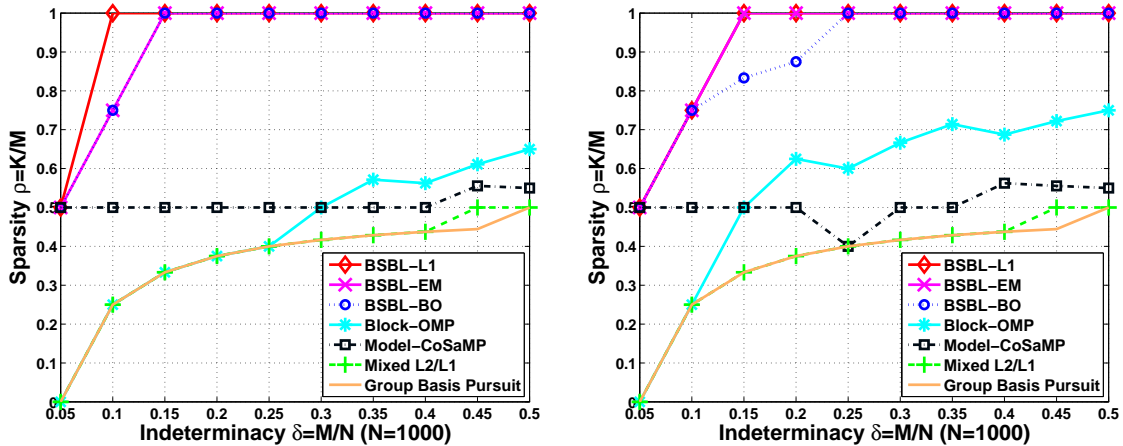 Sparsity ρ=K/M
1
0.9
0.8
0.7
0.6
0.5
0.4
0.3
0.2
0.1
0
0.05 0.1 0.15 0.2 0.25 0.3 0.35 0.4 0.45 0.5
Indeterminacy δ=M/N (N=1000)
BSBL−L1
BSBL−EM
BSBL−BO
Block−OMP
Model−CoSaMP
Mixed L2/L1
Group Basis Pursuit
Sparsity ρ=K/M
1
0.9
0.8
0.7
0.6
0.5
0.4
0.3
0.2
0.1
0
0.05 0.1 0.15 0.2 0.25 0.3 0.35 0.4 0.45 0.5
Indeterminacy δ=M/N (N=1000)
BSBL−L1
BSBL−EM
BSBL−BO
Block−OMP
Model−CoSaMP
Mixed L2/L1
Group Basis Pursuit